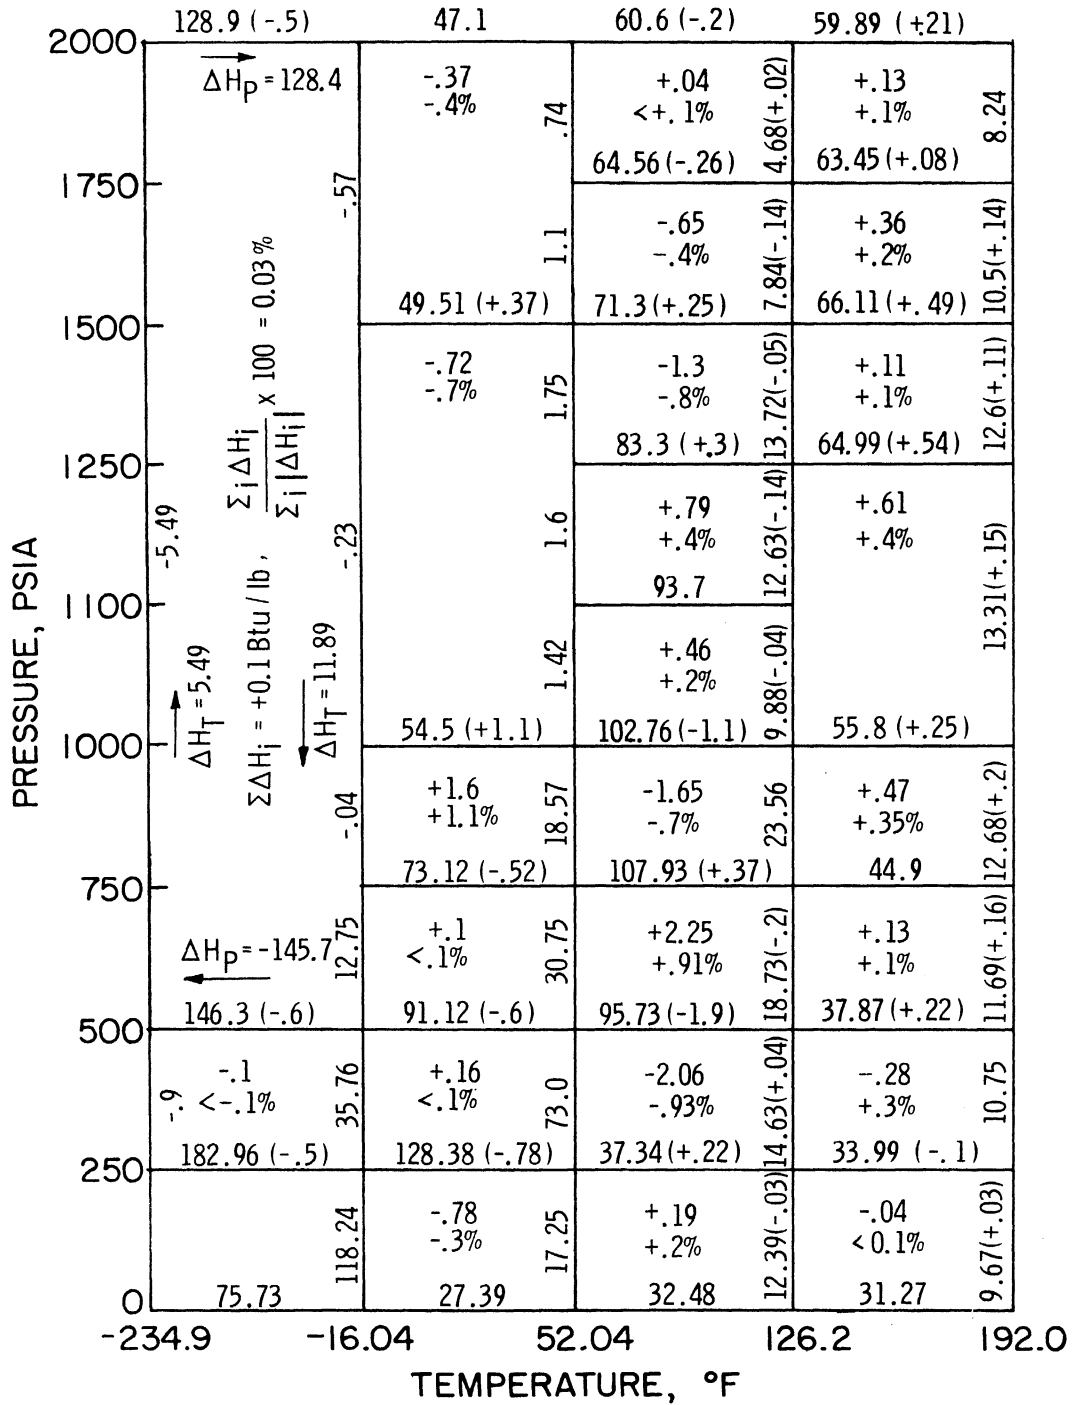 128.9 (-.5) 47.1 60.6 (-.2) 59.89 (+.21)
2000
ΔHP = 128.4
-.37 +.04 +.13
-.4% <+.1% +.1%
.74 4.68(+.02) 8.24
64.56 (-.26) 63.45 (+.08)
1750
-.57
-.65 +.36
-.4% +.2%
1.1 7.84(-.14) 10.5(+.14)
49.51 (+.37) 71.3 (+.25) 66.11 (+.49)
1500
-.72 -1.3 +.11
-.7% -.8% +.1%
1.75 13.72(-.05) 12.6(+.11)
83.3 (+.3) 64.99 (+.54)
1250
ΣΔHi = +0.1 Btu/lb, ΣiΔHi / Σi|ΔHi| x 100 = 0.03%
-5.49 -.23
+.79 +.61
+.4% +.4%
1.6 12.63(-.14) 13.31(+.15)
93.7
1100
ΔHT = 5.49 ΔHT = 11.89
+.46
+.2%
1.42 9.88(-.04)
54.5 (+1.1) 102.76 (-1.1) 55.8 (+.25)
1000
-.04
+1.6 -1.65 +.47
+1.1% -.7% +.35%
18.57 23.56 12.68(+.2)
73.12 (-.52) 107.93 (+.37) 44.9
750
ΔHP = -145.7
12.75
+.1 +2.25 +.13
<.1% +.91% +.1%
30.75 18.73(-.2) 11.69(+.16)
146.3 (-.6) 91.12 (-.6) 95.73 (-1.9) 37.87 (+.22)
500
-.1 +.16 -2.06 -.28
<-.1% <.1% -.93% +.3%
-.9 35.76 73.0 14.63(+.04) 10.75
182.96 (-.5) 128.38 (-.78) 37.34 (+.22) 33.99 (-.1)
250
-.78 +.19 -.04
-.3% +.2% <0.1%
118.24 17.25 12.39(-.03) 9.67(+.03)
75.73 27.39 32.48 31.27
0
-234.9 -16.04 52.04 126.2 192.0
TEMPERATURE, °F
PRESSURE, PSIA